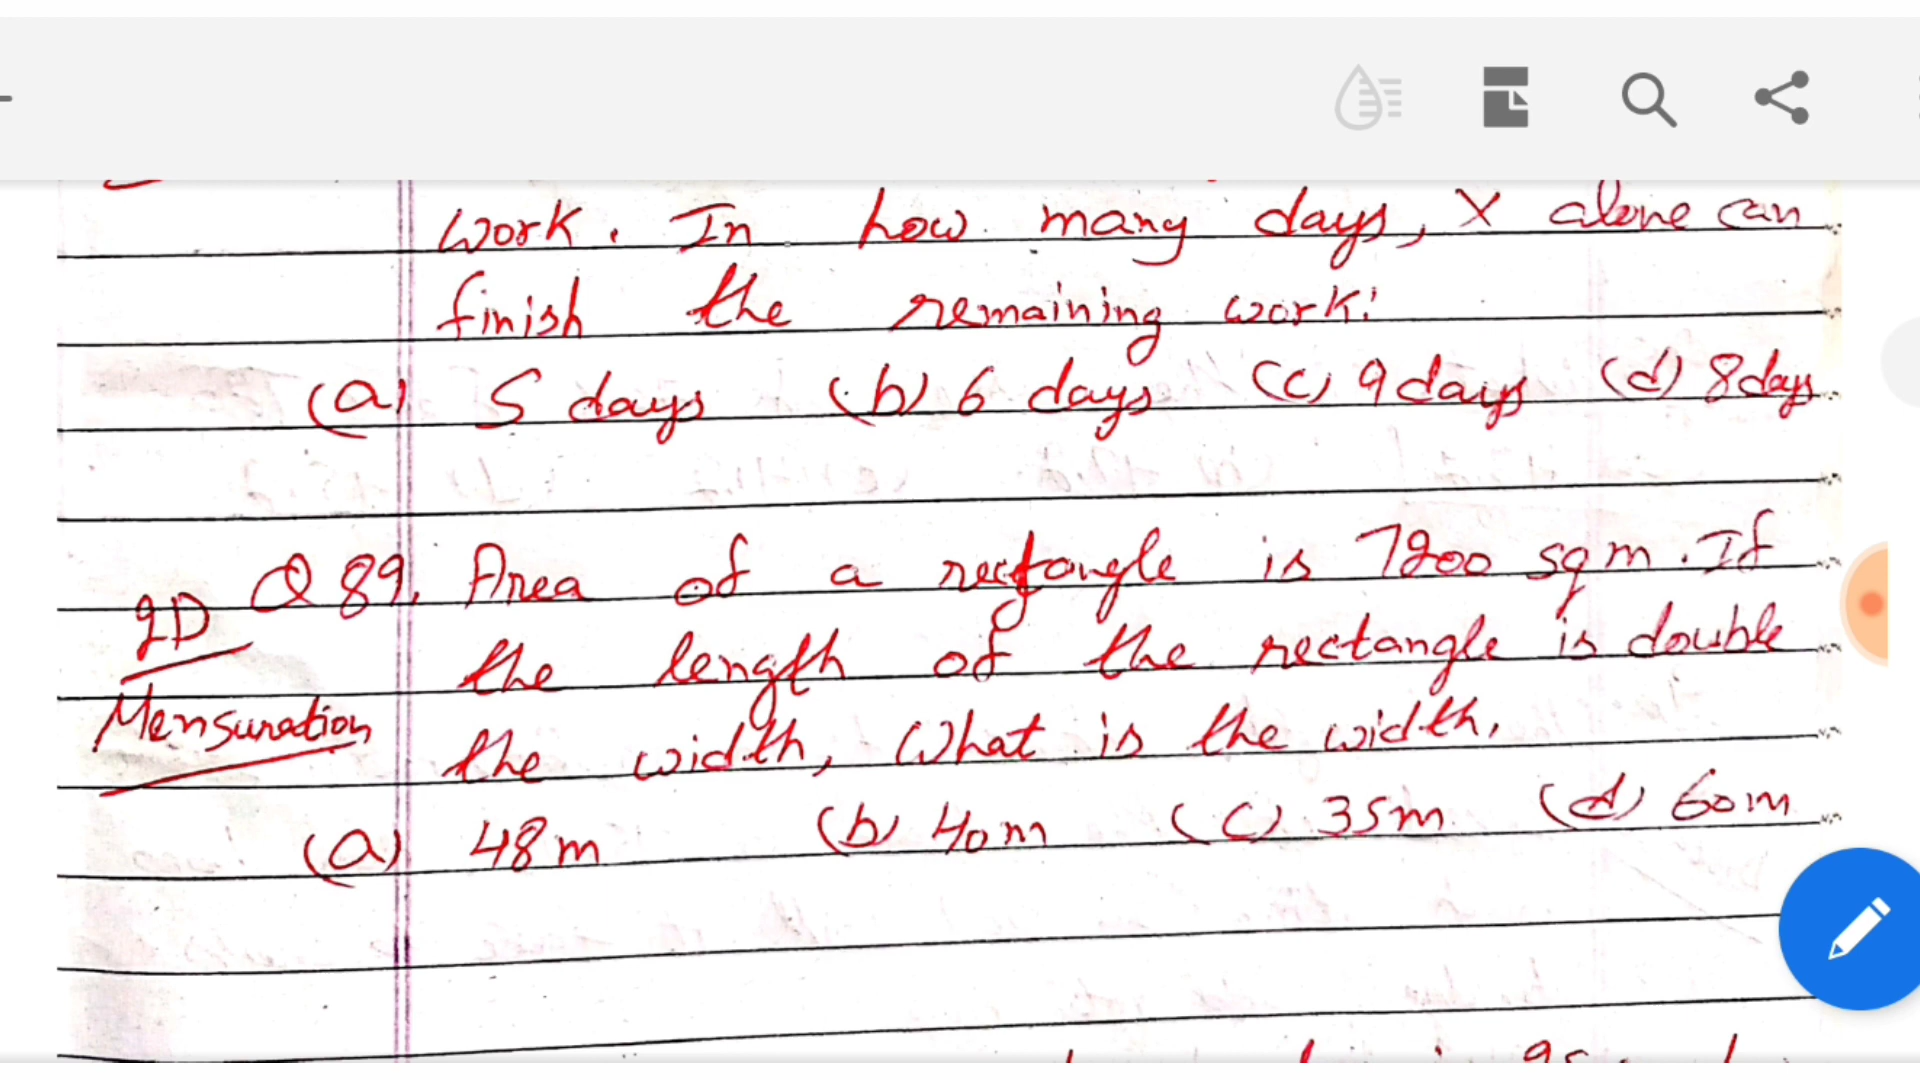 work. In how many days, X alone can
finish the remaining work:
(a) 5 days (b) 6 days (c) 9 days (d) 8 days
Q 89. Area of a rectangle is 7200 sq m. If
2D
the length of the rectangle is double
Mensuration
the width, What is the width.
(a) 48 m (b) 40 m (c) 35 m (d) 60 m